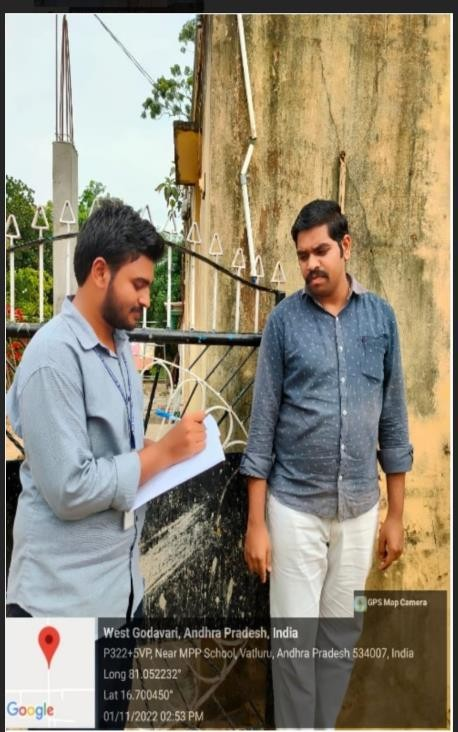 GPS Map Camera
West Godavari, Andhra Pradesh, India
P322+5VP, Near MPP School, Vatluru, Andhra Pradesh 534007, India
Long 81.052232°
Lat 16.700450°
01/11/2022 02:53 PM
Google